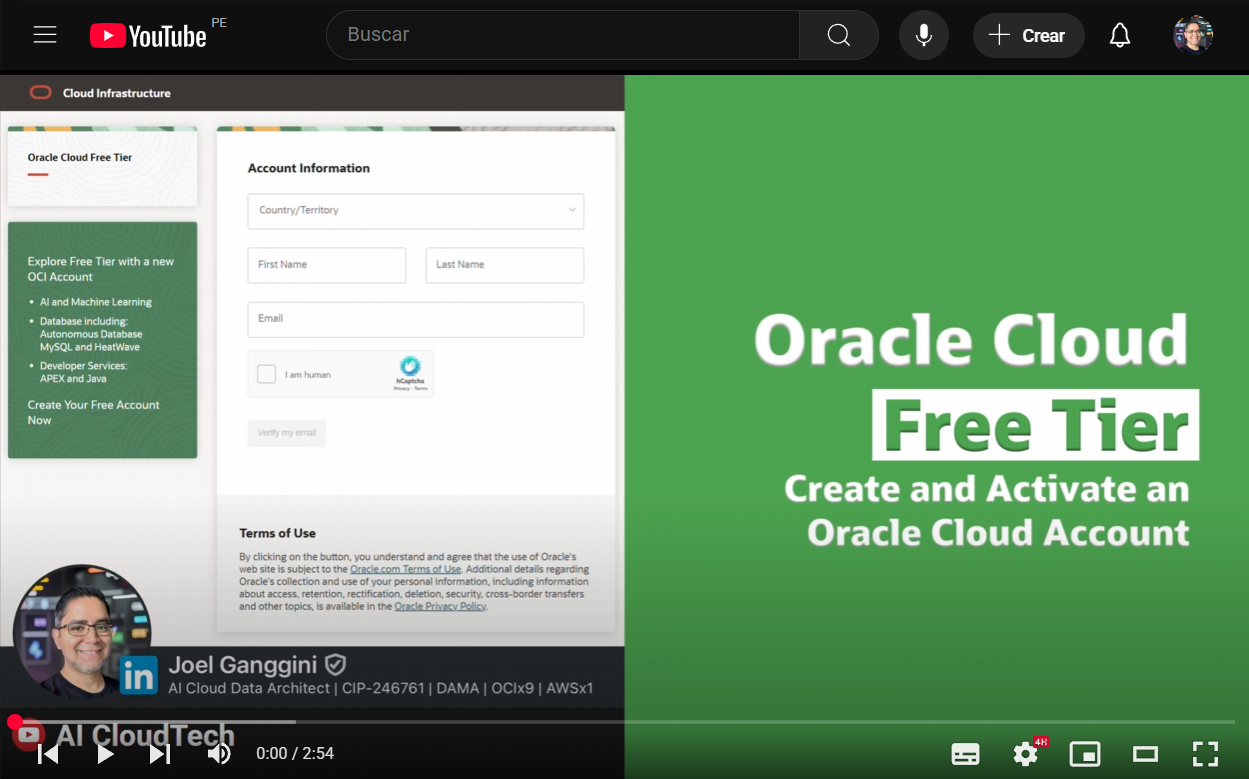 YouTube PE
Buscar
Crear
Cloud Infrastructure
Oracle Cloud Free Tier
Explore Free Tier with a new
OCI Account
• AI and Machine Learning
• Database including:
Autonomous Database
MySQL and HeatWave
• Developer Services:
APEX and Java
Create Your Free Account
Now
Account Information
Country/Territory
First Name
Last Name
Email
I am human
hCaptcha
Privacy - Terms
Verify my email
Terms of Use
By clicking on the button, you understand and agree that the use of Oracle's
web site is subject to the Oracle.com Terms of Use. Additional details regarding
Oracle's collection and use of your personal information, including information
about access, retention, rectification, deletion, security, cross-border transfers
and other topics, is available in the Oracle Privacy Policy.
Oracle Cloud
Free Tier
Create and Activate an
Oracle Cloud Account
in
Joel Ganggini
AI Cloud Data Architect | CIP-246761 | DAMA | OCIx9 | AWSx1
AI CloudTech
0:00 / 2:54
4K